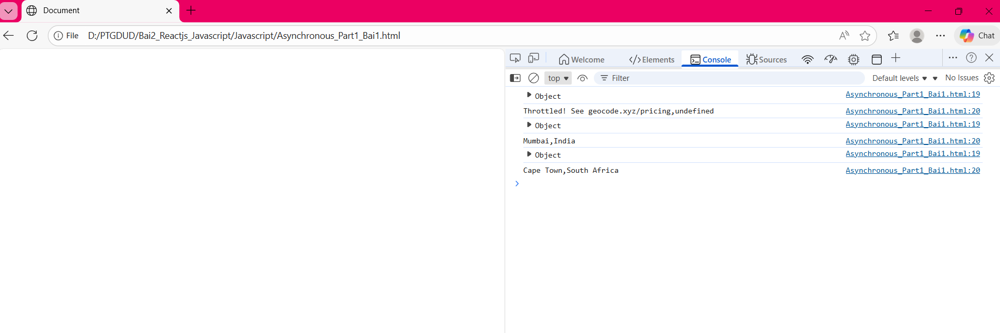 Document
File D:/PTGDUD/Bai2_Reactjs_Javascript/Javascript/Asynchronous_Part1_Bai1.html Chat
Welcome Elements Console Sources
top Filter Default levels No Issues
Object Asynchronous_Part1_Bai1.html:19
Throttled! See geocode.xyz/pricing,undefined Asynchronous_Part1_Bai1.html:20
Object Asynchronous_Part1_Bai1.html:19
Mumbai,India Asynchronous_Part1_Bai1.html:20
Object Asynchronous_Part1_Bai1.html:19
Cape Town,South Africa Asynchronous_Part1_Bai1.html:20